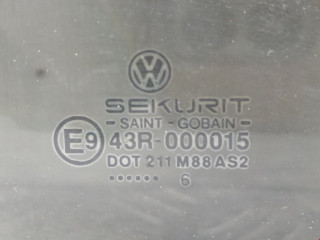 SEKURIT
SAINT-GOBAIN
E9 43R-000015
DOT 211 M88 AS2
...... 6